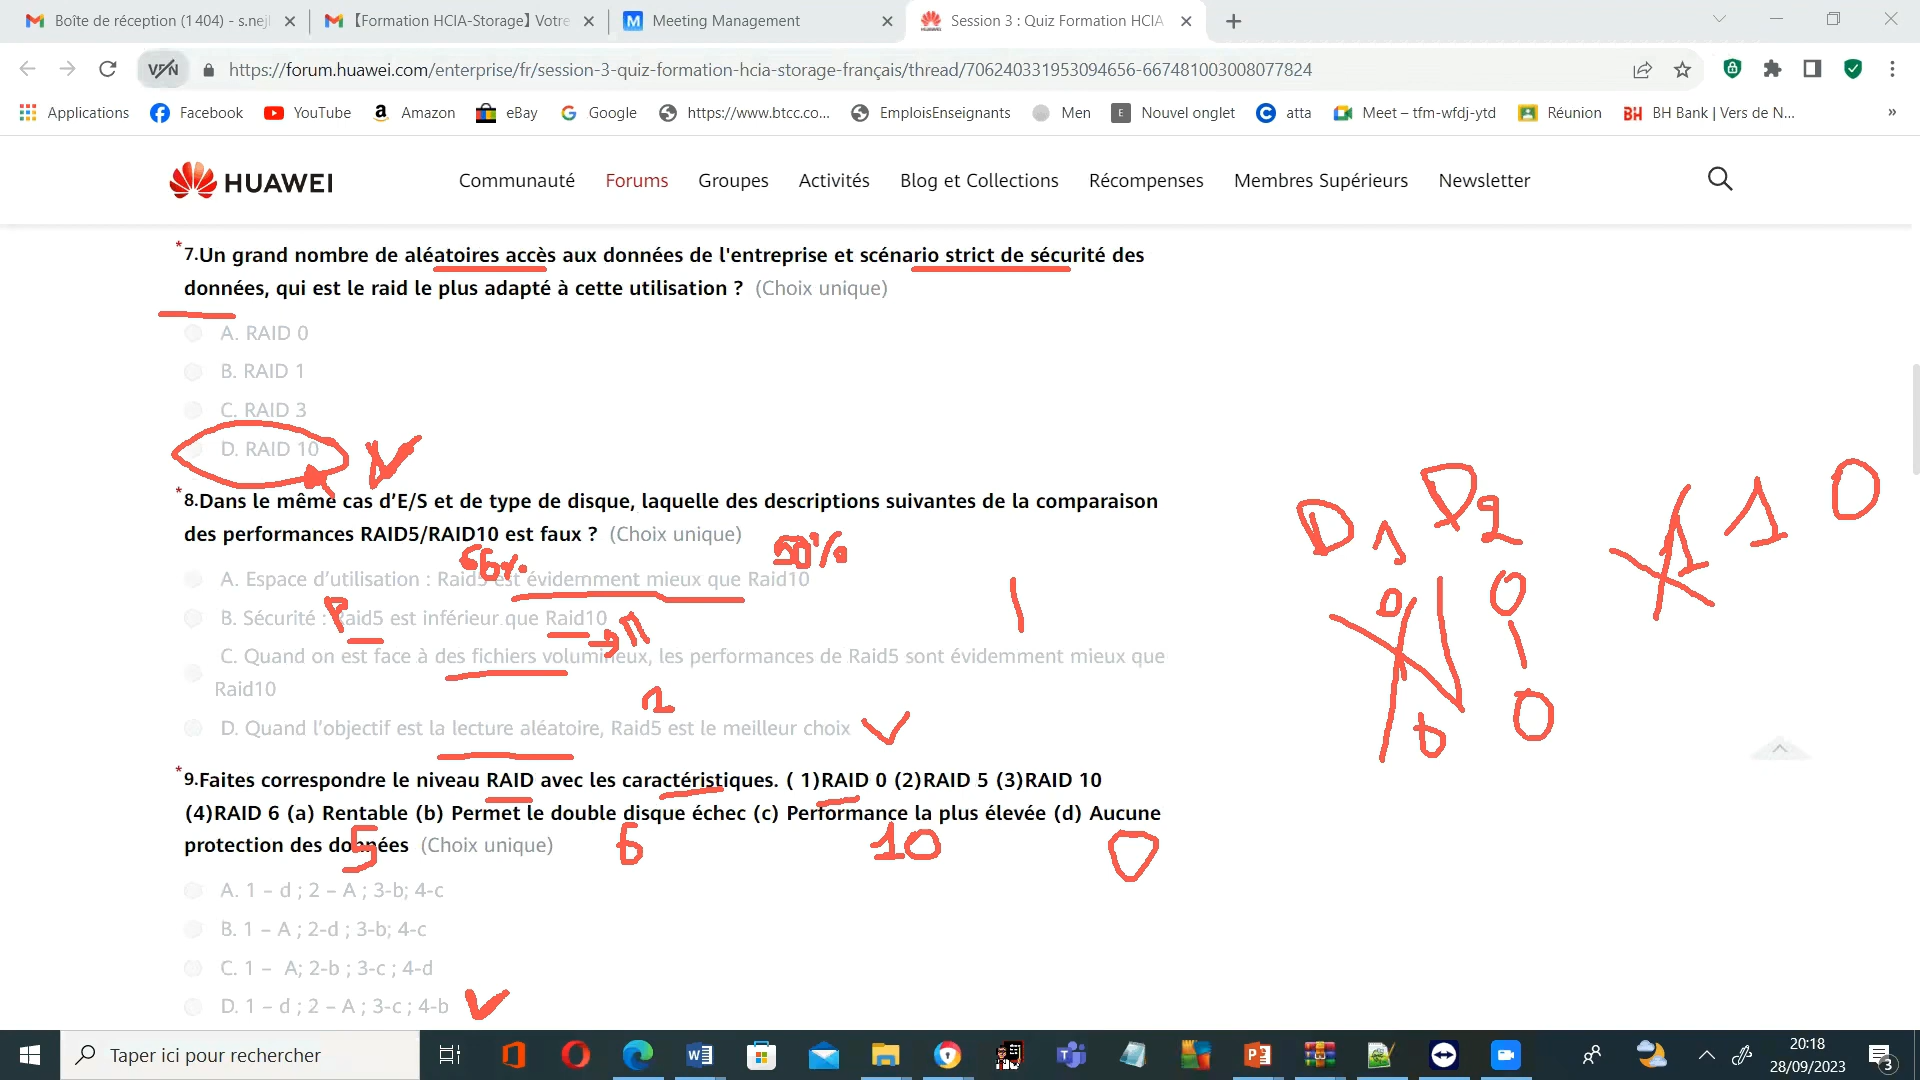 Boîte de réception (1 404) - s.nejl
【Formation HCIA-Storage】Votre
Meeting Management
Session 3 : Quiz Formation HCIA
VPN
https://forum.huawei.com/enterprise/fr/session-3-quiz-formation-hcia-storage-français/thread/706240331953094656-667481003008077824
Applications
Facebook
YouTube
Amazon
eBay
Google
https://www.btcc.co...
EmploisEnseignants
Men
Nouvel onglet
atta
Meet – tfm-wfdj-ytd
Réunion
BH Bank | Vers de N...
»
HUAWEI
Communauté
Forums
Groupes
Activités
Blog et Collections
Récompenses
Membres Supérieurs
Newsletter
*7.Un grand nombre de aléatoires accès aux données de l'entreprise et scénario strict de sécurité des
données, qui est le raid le plus adapté à cette utilisation ? (Choix unique)
A. RAID 0
B. RAID 1
C. RAID 3
D. RAID 10
*8.Dans le même cas d’E/S et de type de disque, laquelle des descriptions suivantes de la comparaison
des performances RAID5/RAID10 est faux ? (Choix unique)
66%
50%
A. Espace d’utilisation : Raid5 est évidemment mieux que Raid10
B. Sécurité : Raid5 est inférieur que Raid10
C. Quand on est face à des fichiers volumineux, les performances de Raid5 sont évidemment mieux que
Raid10
D. Quand l’objectif est la lecture aléatoire, Raid5 est le meilleur choix
D1 D2
1 1 0
*9.Faites correspondre le niveau RAID avec les caractéristiques. ( 1)RAID 0 (2)RAID 5 (3)RAID 10
(4)RAID 6 (a) Rentable (b) Permet le double disque échec (c) Performance la plus élevée (d) Aucune
protection des données (Choix unique)
5 6 10 0
A. 1 – d ; 2 – A ; 3-b; 4-c
B. 1 – A ; 2-d ; 3-b; 4-c
C. 1 – A; 2-b ; 3-c ; 4-d
D. 1 – d ; 2 – A ; 3-c ; 4-b
Taper ici pour rechercher
20:18
28/09/2023
3